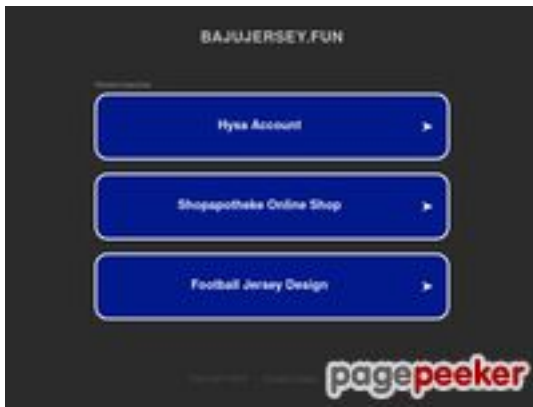 BAJUJERSEY.FUN
Hysa Account
Shopapotheke Online Shop
Football Jersey Design
pagepeeker